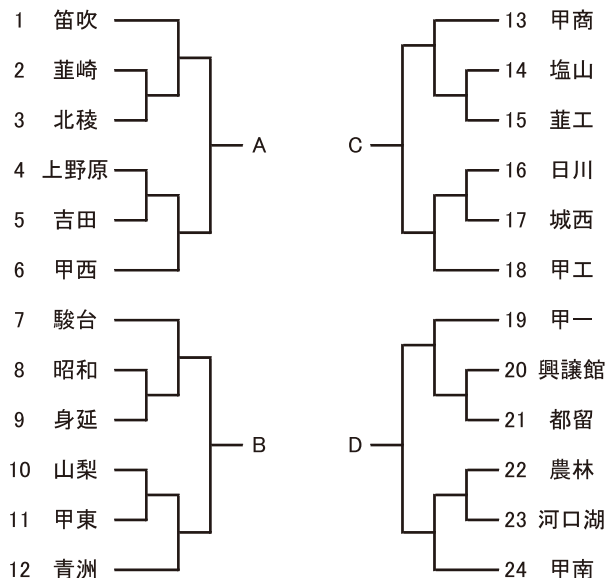 1 笛吹
2 韮崎
3 北稜
4 上野原
5 吉田
6 甲西
A
7 駿台
8 昭和
9 身延
10 山梨
11 甲東
12 青洲
B
13 甲商
14 塩山
15 韮工
16 日川
17 城西
18 甲工
C
19 甲一
20 興譲館
21 都留
22 農林
23 河口湖
24 甲南
D